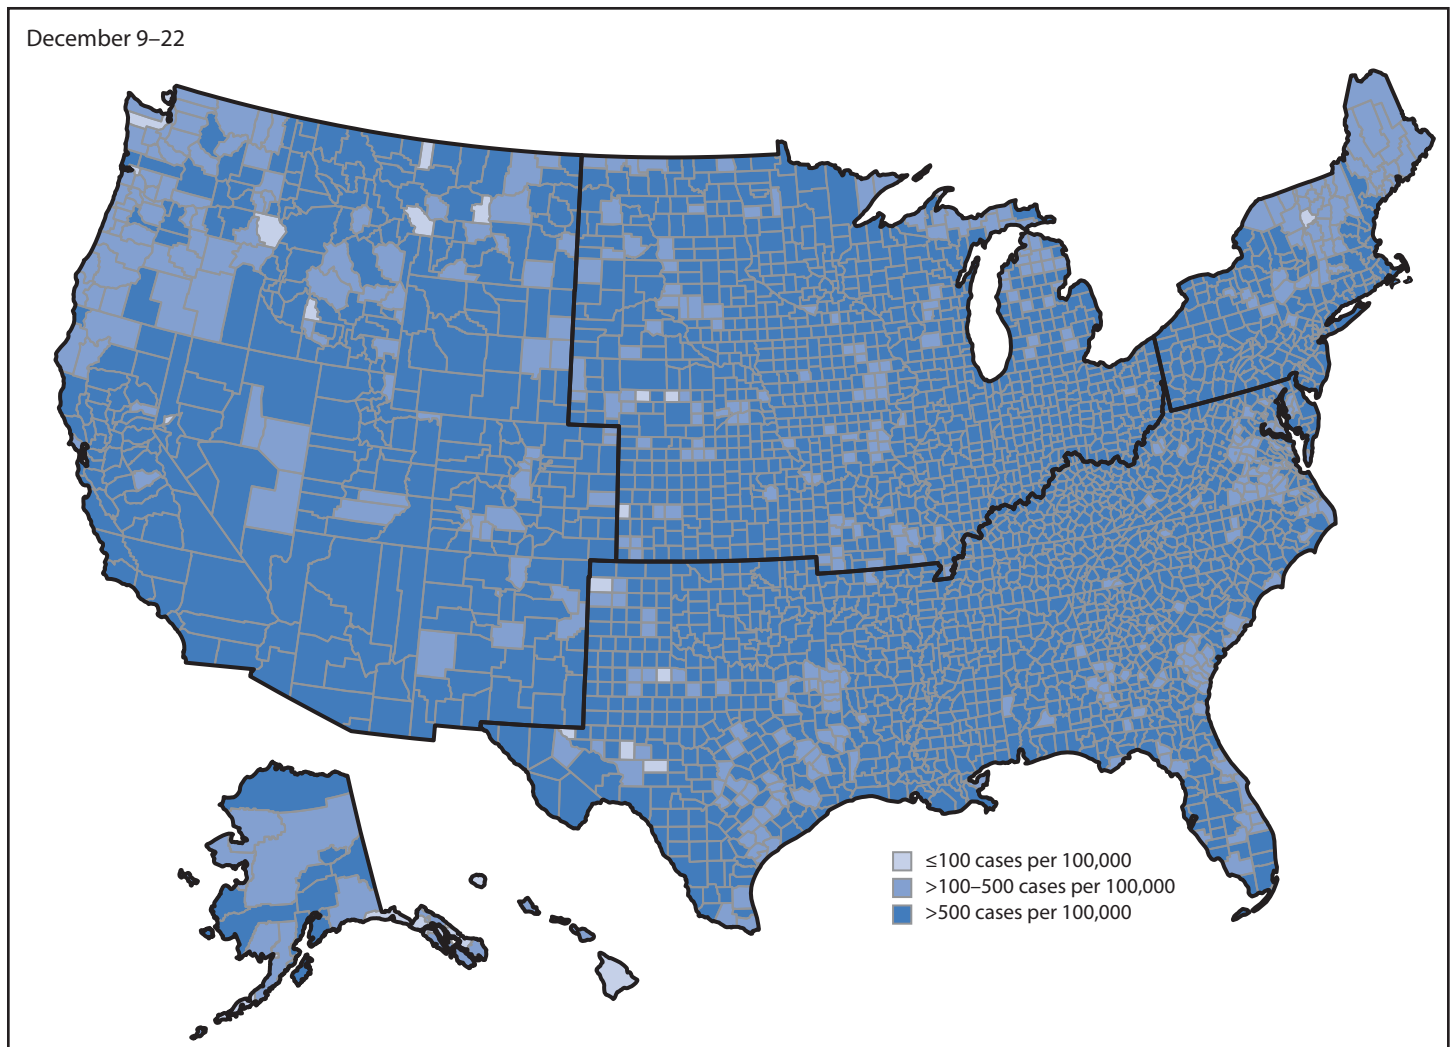 December 9–22
≤100 cases per 100,000
>100–500 cases per 100,000
>500 cases per 100,000